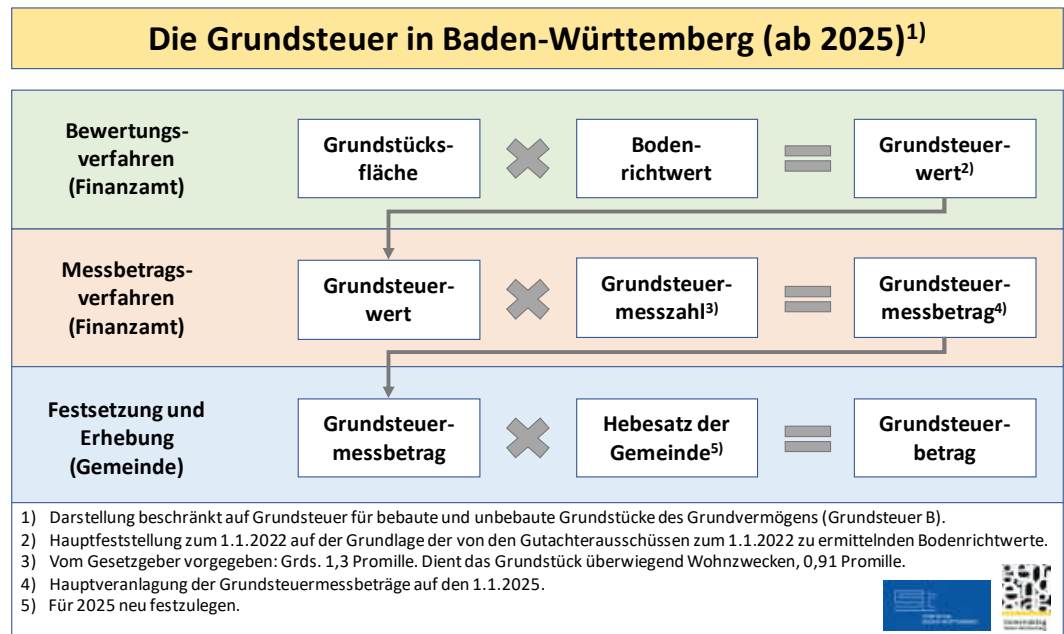 Die Grundsteuer in Baden-Württemberg (ab 2025)1)
Bewertungs-
verfahren
(Finanzamt)
Grundstücks-
fläche
Boden-
richtwert
Grundsteuer-
wert2)
Messbetrags-
verfahren
(Finanzamt)
Grundsteuer-
wert
Grundsteuer-
messzahl3)
Grundsteuer-
messbetrag4)
Festsetzung und
Erhebung
(Gemeinde)
Grundsteuer-
messbetrag
Hebesatz der
Gemeinde5)
Grundsteuer-
betrag
1) Darstellung beschränkt auf Grundsteuer für bebaute und unbebaute Grundstücke des Grundvermögens (Grundsteuer B).
2) Hauptfeststellung zum 1.1.2022 auf der Grundlage der von den Gutachterausschüssen zum 1.1.2022 zu ermittelnden Bodenrichtwerte.
3) Vom Gesetzgeber vorgegeben: Grds. 1,3 Promille. Dient das Grundstück überwiegend Wohnzwecken, 0,91 Promille.
4) Hauptveranlagung der Grundsteuermessbeträge auf den 1.1.2025.
5) Für 2025 neu festzulegen.